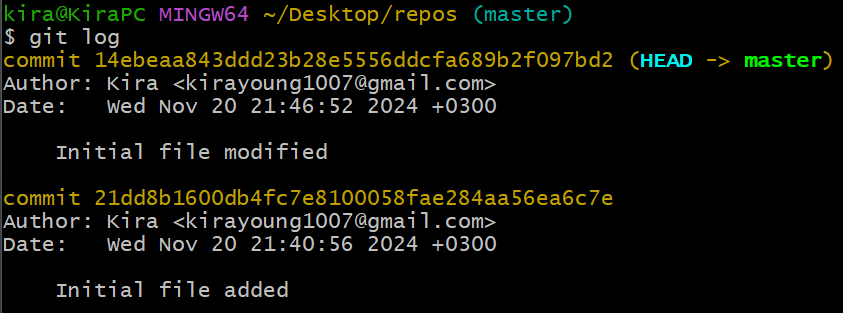 kira@KiraPC MINGW64 ~/Desktop/repos (master)
$ git log
commit 14ebeaa843ddd23b28e5556ddcfa689b2f097bd2 (HEAD -> master)
Author: Kira <kirayoung1007@gmail.com>
Date:   Wed Nov 20 21:46:52 2024 +0300
    Initial file modified
commit 21dd8b1600db4fc7e8100058fae284aa56ea6c7e
Author: Kira <kirayoung1007@gmail.com>
Date:   Wed Nov 20 21:40:56 2024 +0300
    Initial file added